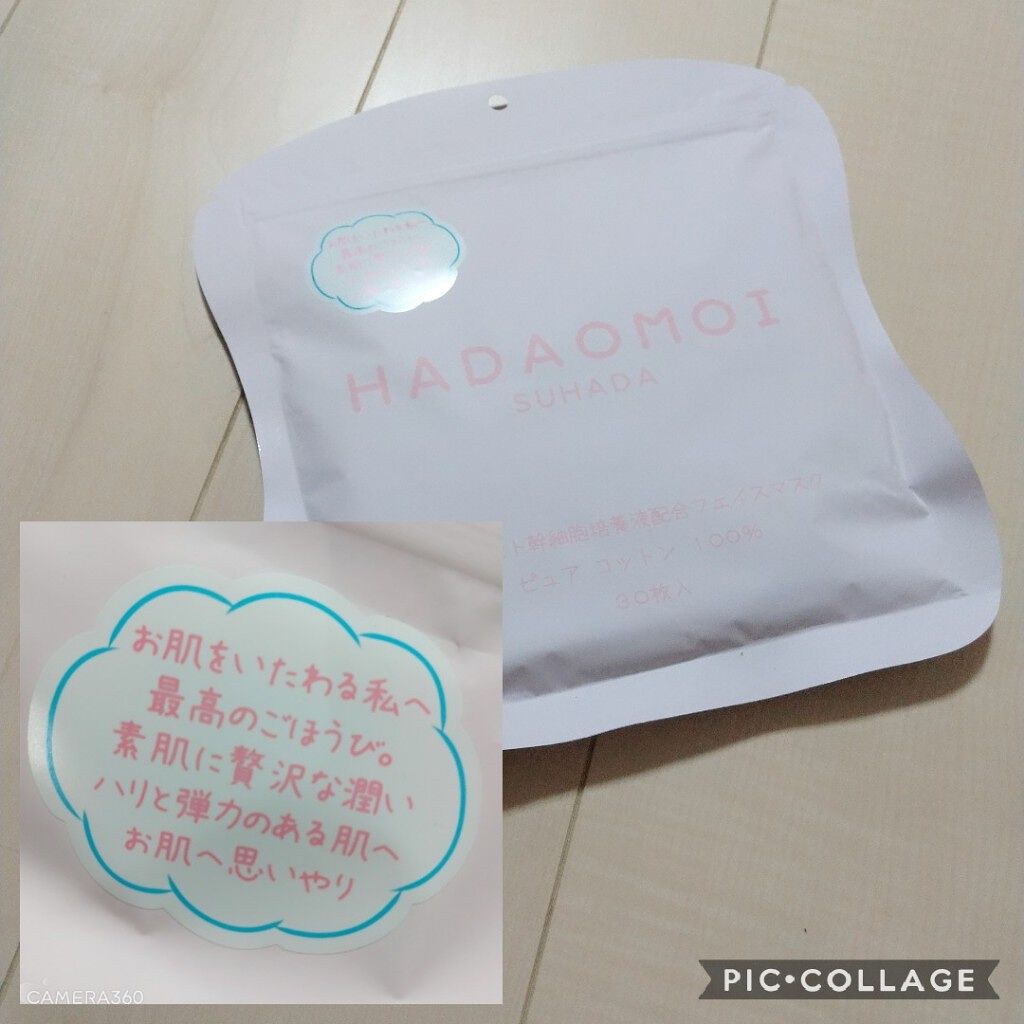 HADAOMOI
SUHADA
ト幹細胞培養液配合フェイスマスク
ピュア コットン 100%
30枚入
お肌をいたわる私へ
最高のごほうび。
素肌に贅沢な潤い
ハリと弾力のある肌へ
お肌へ思いやり
CAMERA360
PIC•COLLAGE